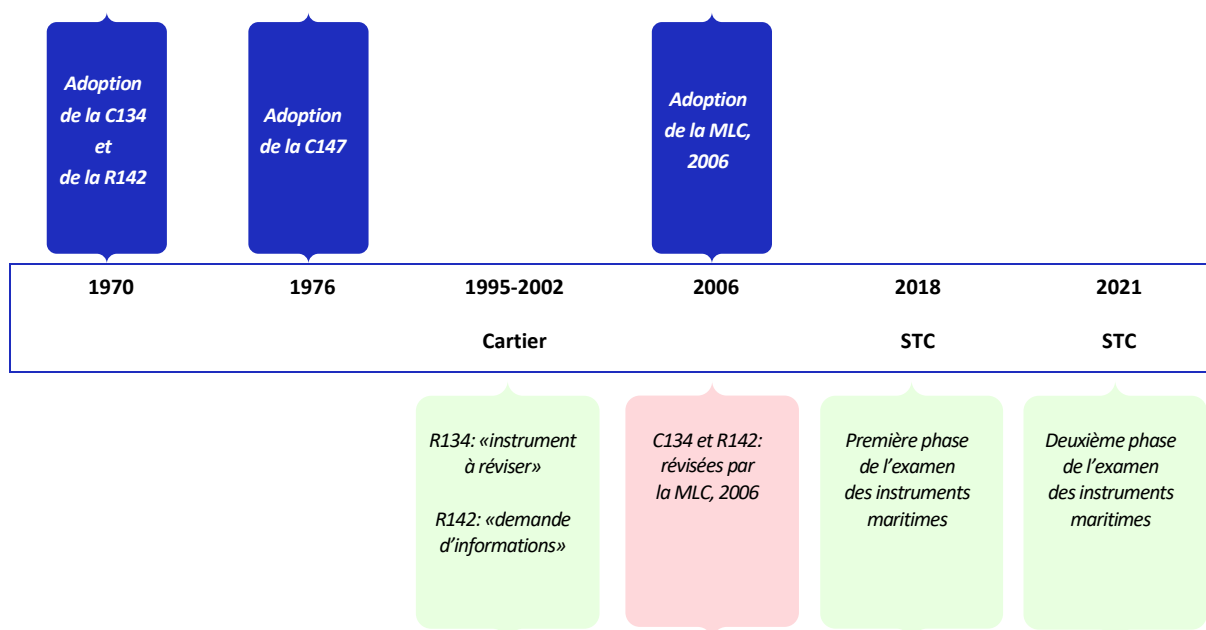 Adoption
de la C134
et
de la R142
Adoption
de la C147
Adoption
de la MLC,
2006
1970
1976
1995-2002
2006
2018
2021
Cartier
STC
STC
R134: «instrument
à réviser»
R142: «demande
d’informations»
C134 et R142:
révisées par
la MLC, 2006
Première phase
de l’examen
des instruments
maritimes
Deuxième phase
de l’examen
des instruments
maritimes